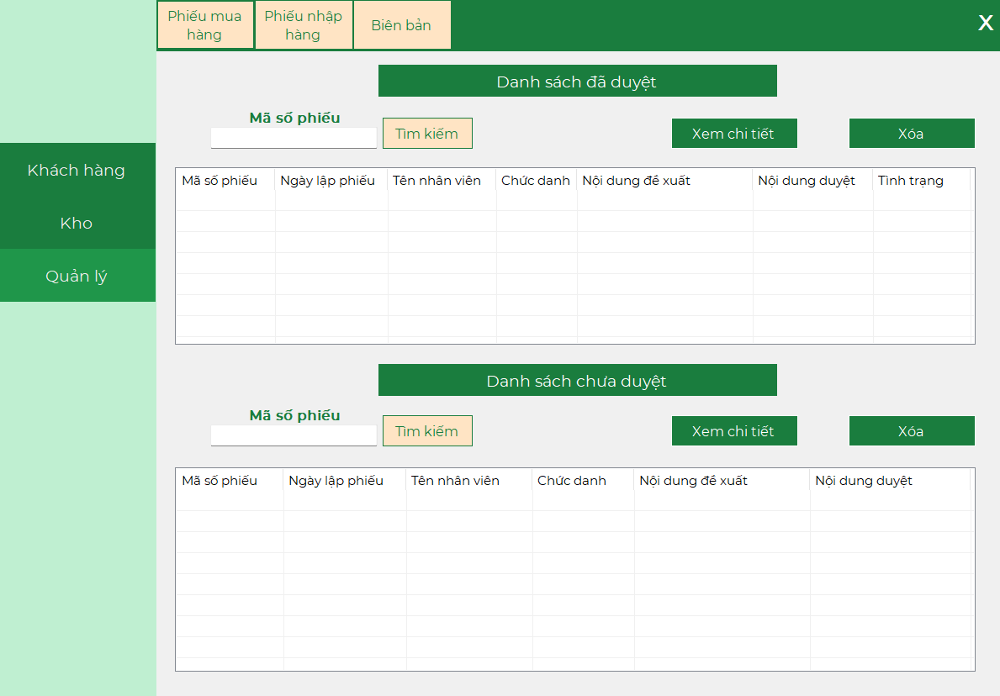 Phiếu mua
hàng
Phiếu nhập
hàng
Biên bản
X
Khách hàng
Kho
Quản lý
Danh sách đã duyệt
Mã số phiếu
Tìm kiếm
Xem chi tiết
Xóa
Mã số phiếu Ngày lập phiếu Tên nhân viên Chức danh Nội dung đề xuất Nội dung duyệt Tình trạng
Danh sách chưa duyệt
Mã số phiếu
Tìm kiếm
Xem chi tiết
Xóa
Mã số phiếu Ngày lập phiếu Tên nhân viên Chức danh Nội dung đề xuất Nội dung duyệt